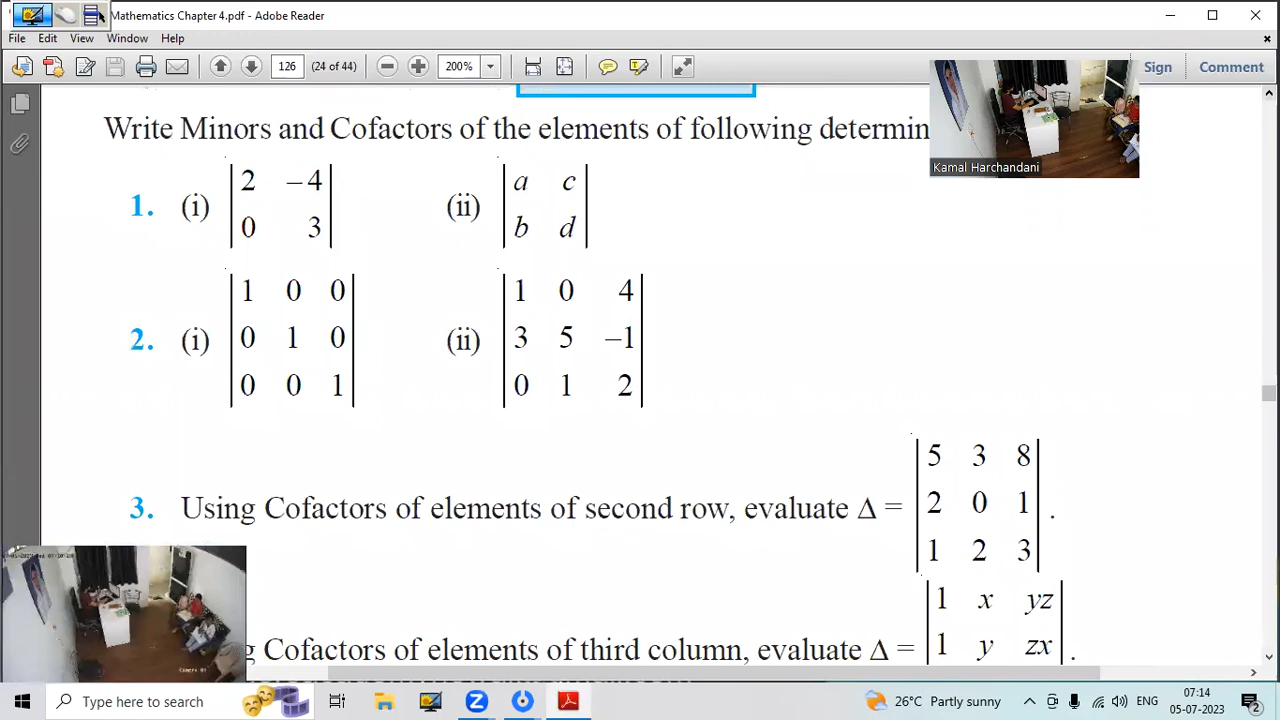 Mathematics Chapter 4.pdf - Adobe Reader
File Edit View Window Help
126 (24 of 44) 200% Sign Comment
Kamal Harchandani
Write Minors and Cofactors of the elements of following determin
1. (i) | 2 –4 | (ii) | a c |
| 0 3 | | b d |
2. (i) | 1 0 0 | (ii) | 1 0 4 |
| 0 1 0 | | 3 5 –1 |
| 0 0 1 | | 0 1 2 |
3. Using Cofactors of elements of second row, evaluate Δ = | 5 3 8 |
| 2 0 1 | .
| 1 2 3 |
g Cofactors of elements of third column, evaluate Δ = | 1 x yz |
| 1 y zx | .
Type here to search
26°C Partly sunny ENG 07:14
05-07-2023 2